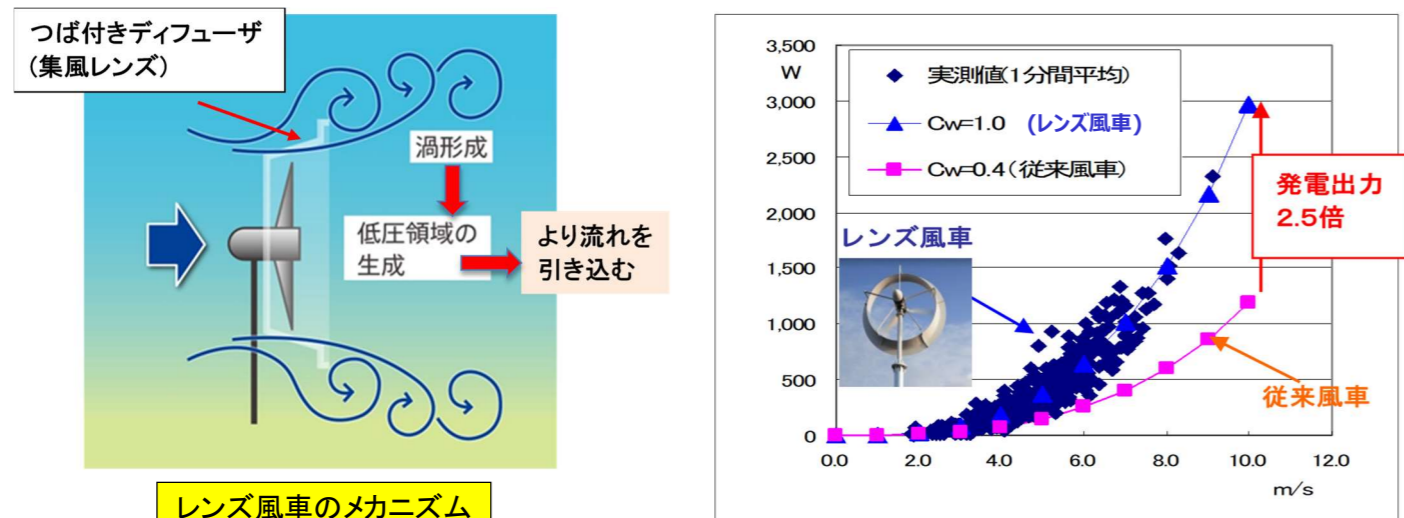 つば付きディフューザ
(集風レンズ)
渦形成
低圧領域の
生成
より流れを
引き込む
レンズ風車のメカニズム
3,500
W
3,000
2,500
2,000
1,500
1,000
500
0
実測値(1分間平均)
Cw=1.0 (レンズ風車)
Cw=0.4(従来風車)
発電出力
2.5倍
レンズ風車
従来風車
0.0 2.0 4.0 6.0 8.0 10.0 12.0
m/s